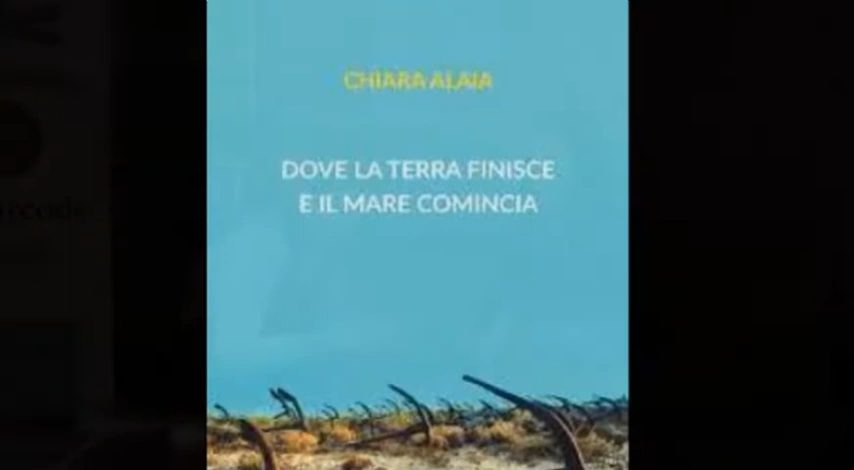 CHIARA ALAIA
DOVE LA TERRA FINISCE
E IL MARE COMINCIA